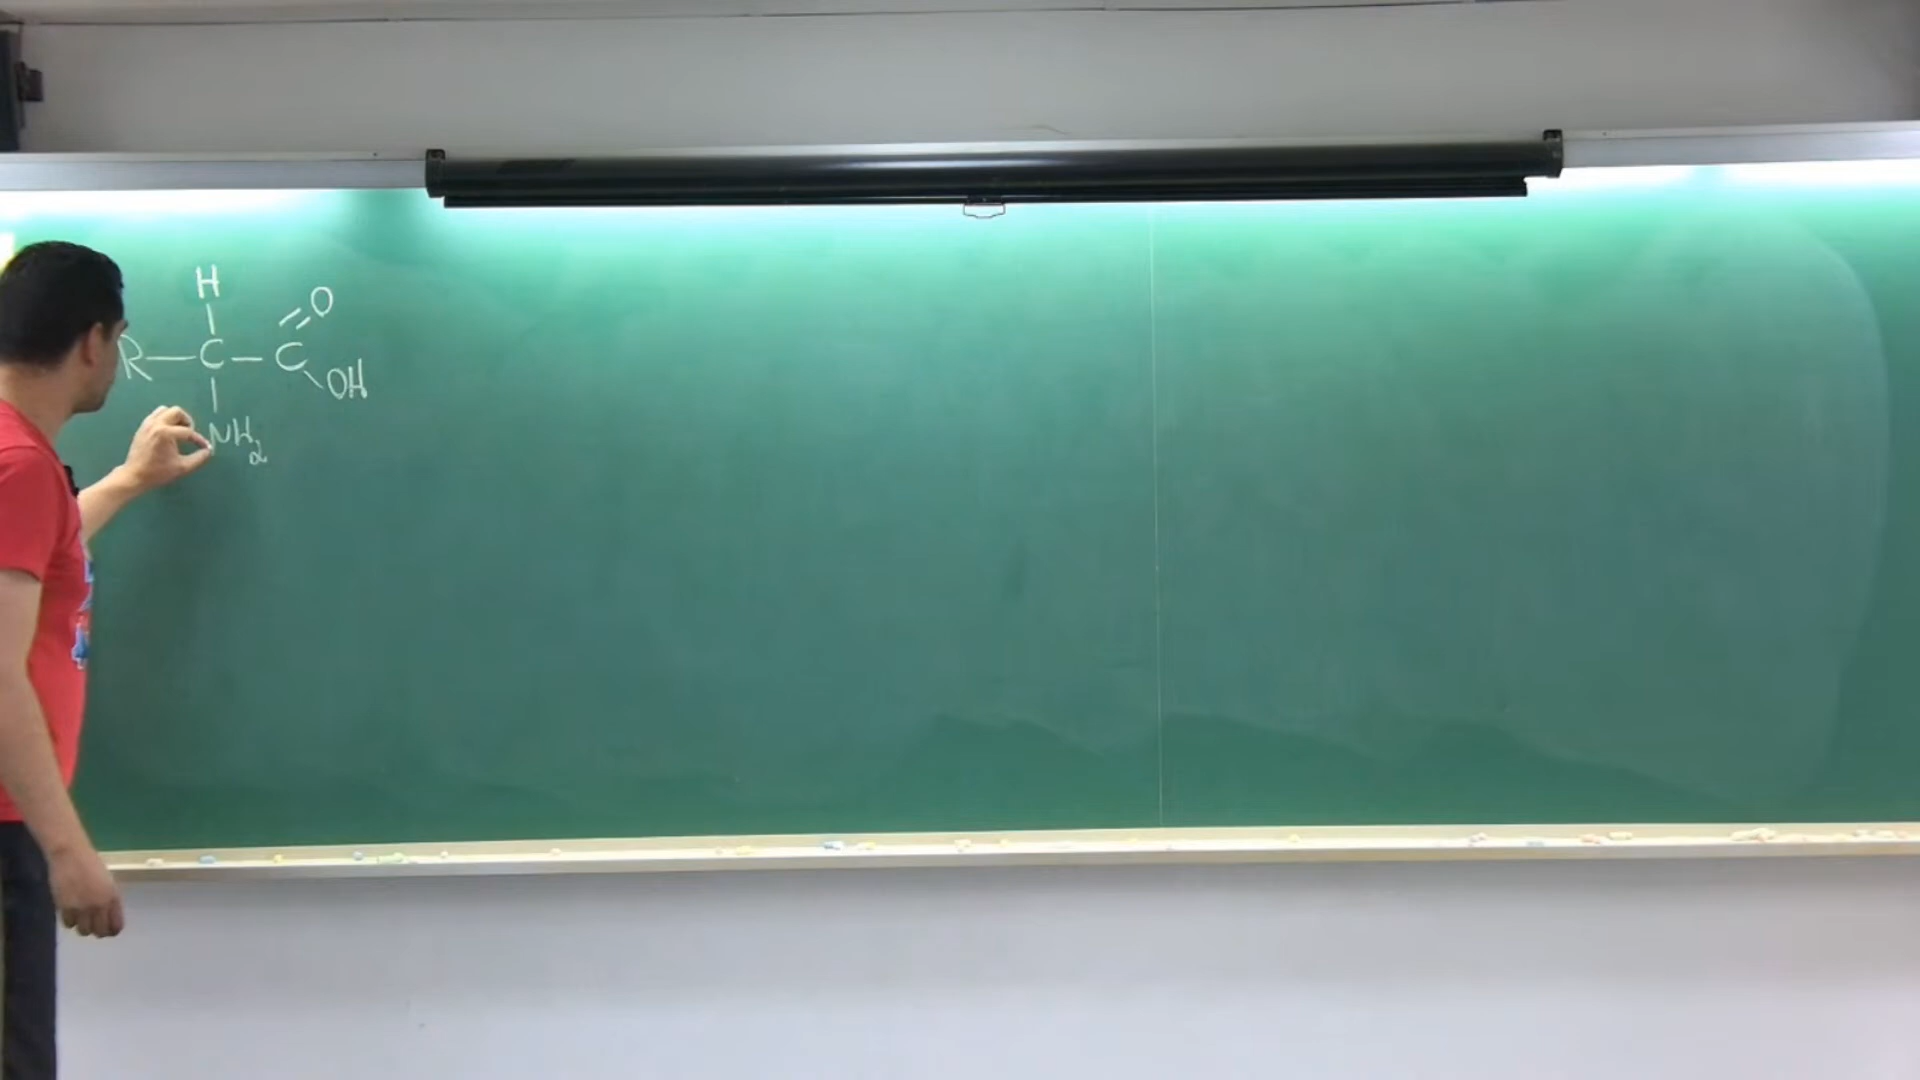 H
O
R — C — C
OH
NH₂